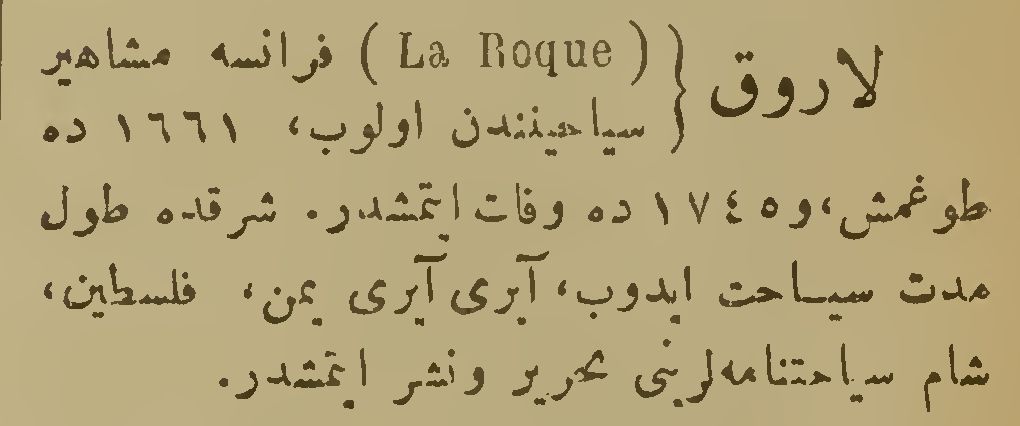 لاروق { (La Roque) فرانسه مشاهیر
سیاحیندن اولوب، ١٦٦١ ده
طوغمش، و١٧٤٥ ده وفات ایتمشدر. شرقده طول
مدت سیاحت ایدوب، آیری آیری یمن، فلسطین،
شام سیاحتنامه‌لرینی تحریر ونشر ایتمشدر.